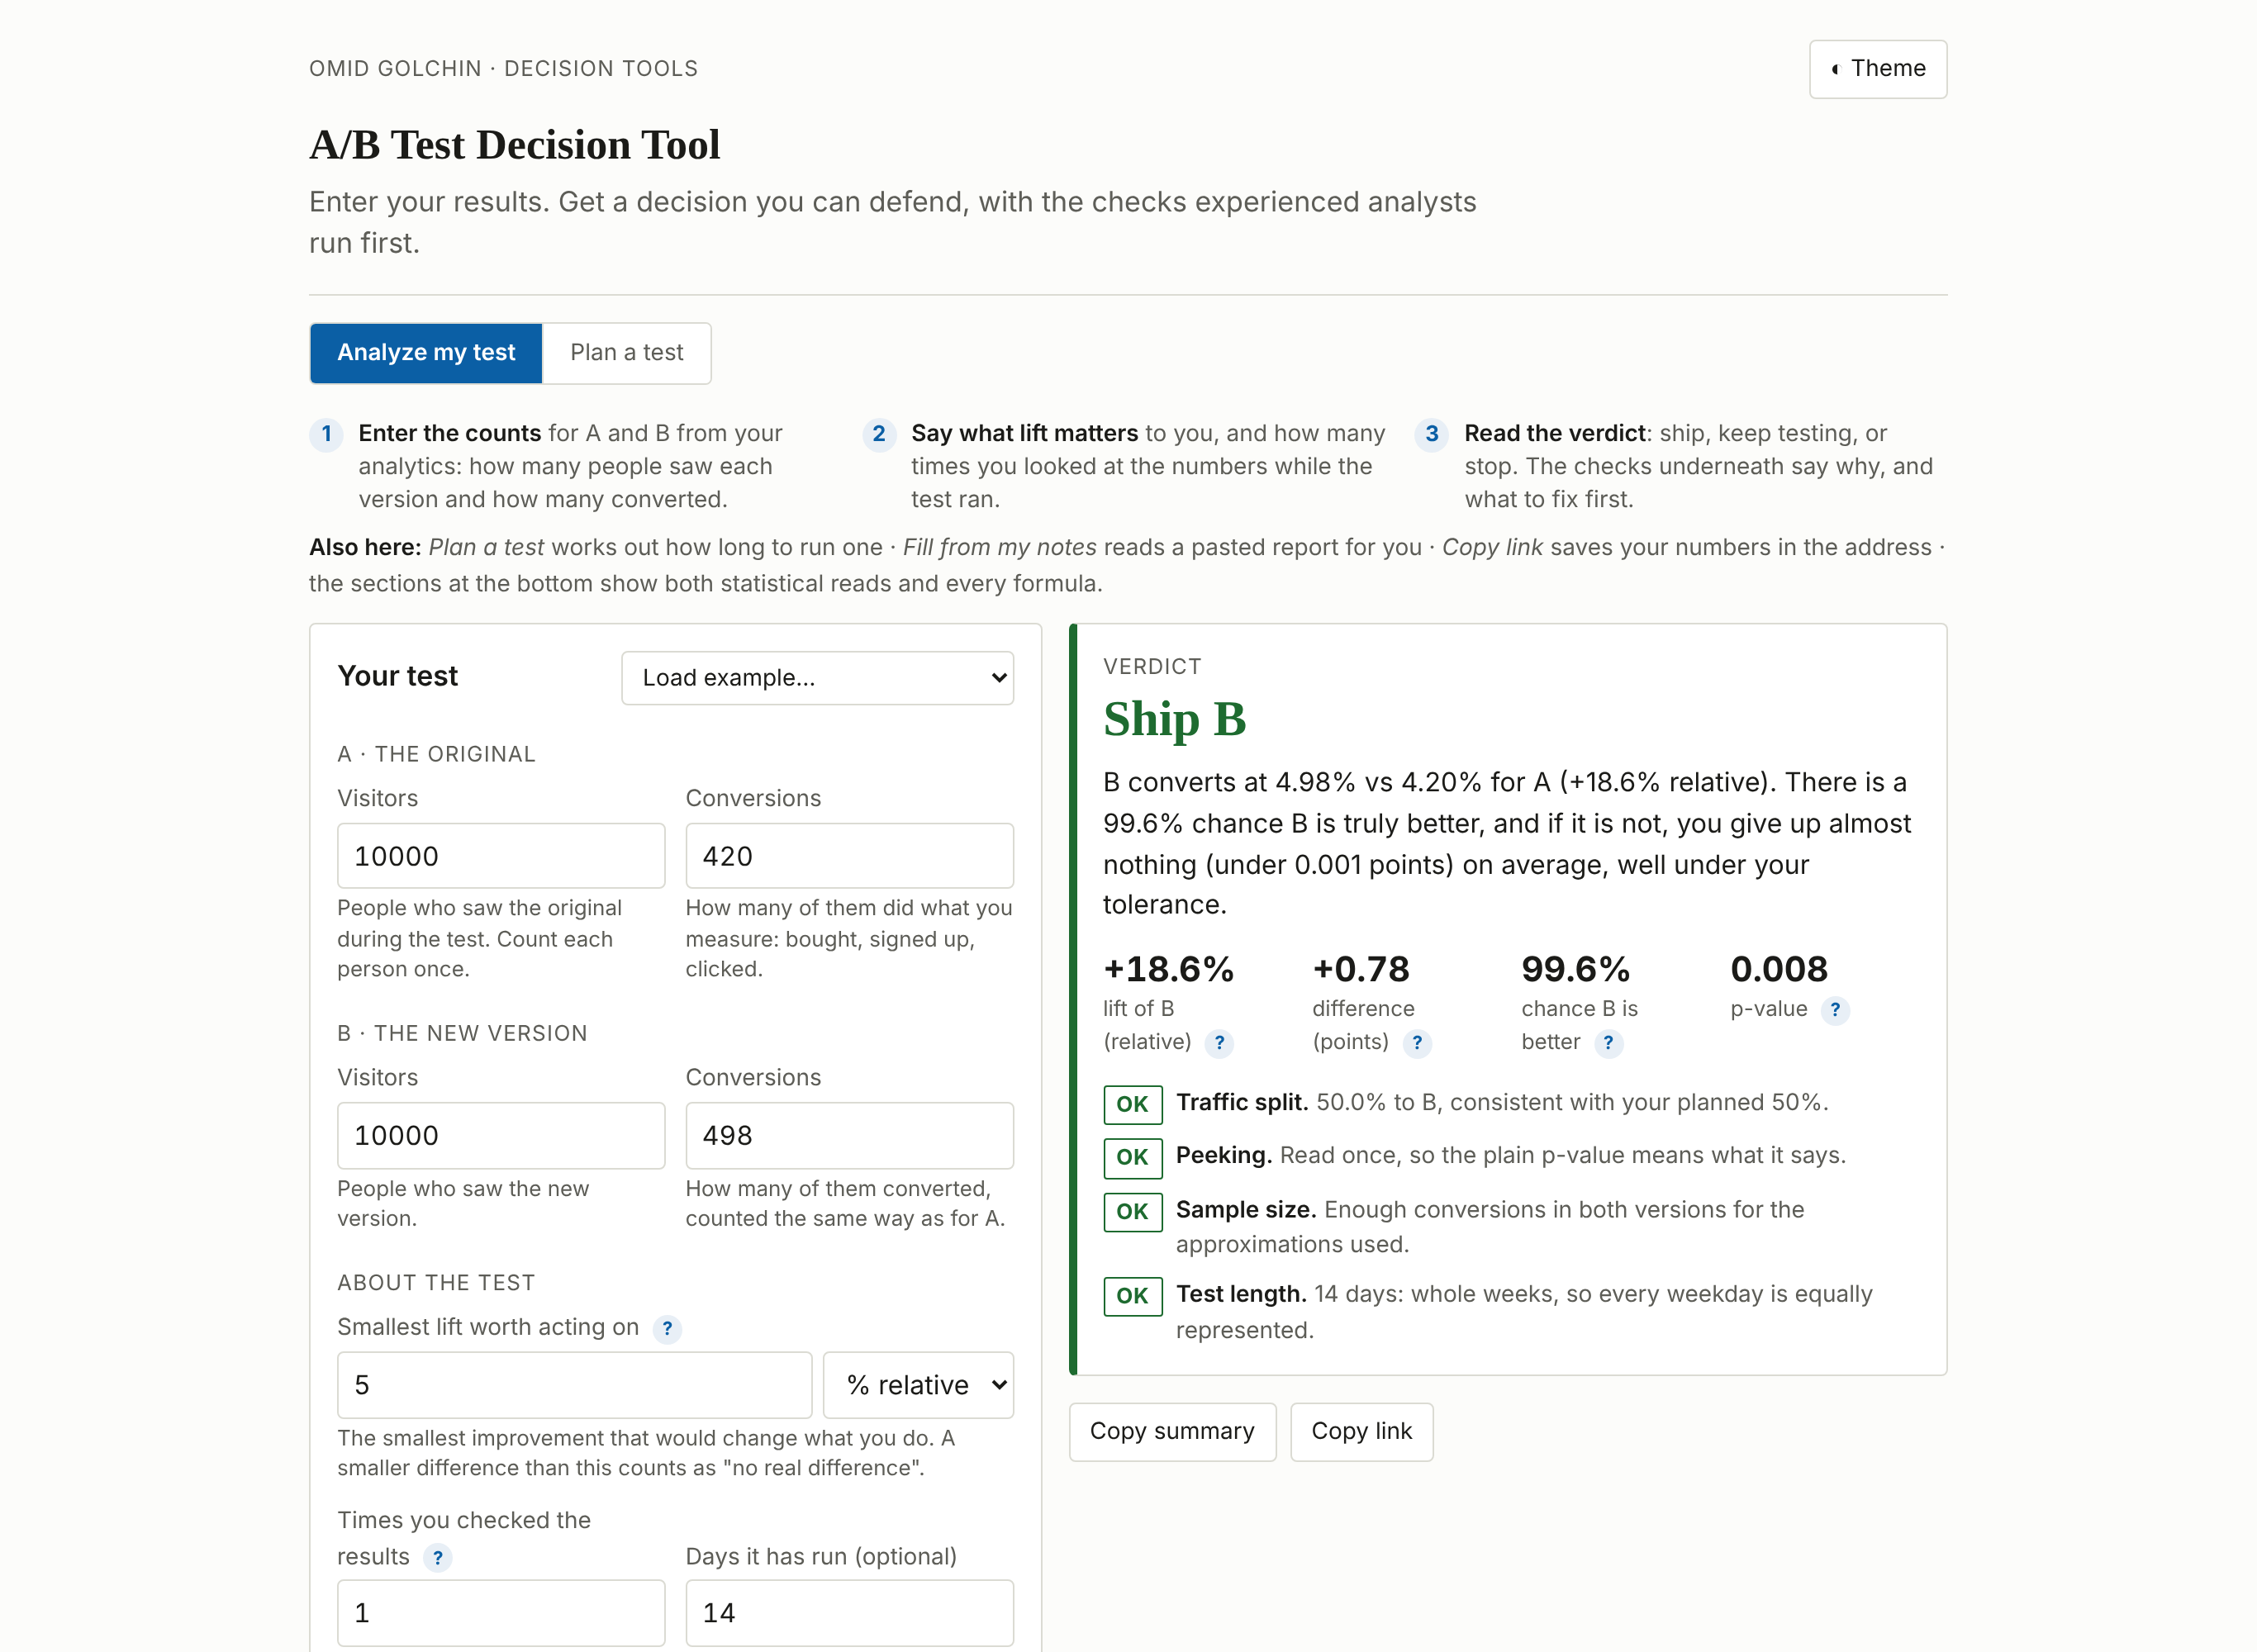 OMID GOLCHIN · DECISION TOOLS
Theme
A/B Test Decision Tool
Enter your results. Get a decision you can defend, with the checks experienced analysts
run first.
Analyze my test
Plan a test
1
Enter the counts for A and B from your
analytics: how many people saw each
version and how many converted.
2
Say what lift matters to you, and how many
times you looked at the numbers while the
test ran.
3
Read the verdict: ship, keep testing, or
stop. The checks underneath say why, and
what to fix first.
Also here: Plan a test works out how long to run one · Fill from my notes reads a pasted report for you · Copy link saves your numbers in the address ·
the sections at the bottom show both statistical reads and every formula.
Your test
Load example...
A · THE ORIGINAL
Visitors
Conversions
10000
420
People who saw the original
during the test. Count each
person once.
How many of them did what you
measure: bought, signed up,
clicked.
B · THE NEW VERSION
Visitors
Conversions
10000
498
People who saw the new
version.
How many of them converted,
counted the same way as for A.
ABOUT THE TEST
Smallest lift worth acting on ?
5
% relative
The smallest improvement that would change what you do. A
smaller difference than this counts as "no real difference".
Times you checked the
results ?
Days it has run (optional)
1
14
VERDICT
Ship B
B converts at 4.98% vs 4.20% for A (+18.6% relative). There is a
99.6% chance B is truly better, and if it is not, you give up almost
nothing (under 0.001 points) on average, well under your
tolerance.
+18.6%
lift of B
(relative) ?
+0.78
difference
(points) ?
99.6%
chance B is
better ?
0.008
p-value ?
OK Traffic split. 50.0% to B, consistent with your planned 50%.
OK Peeking. Read once, so the plain p-value means what it says.
OK Sample size. Enough conversions in both versions for the
approximations used.
OK Test length. 14 days: whole weeks, so every weekday is equally
represented.
Copy summary
Copy link